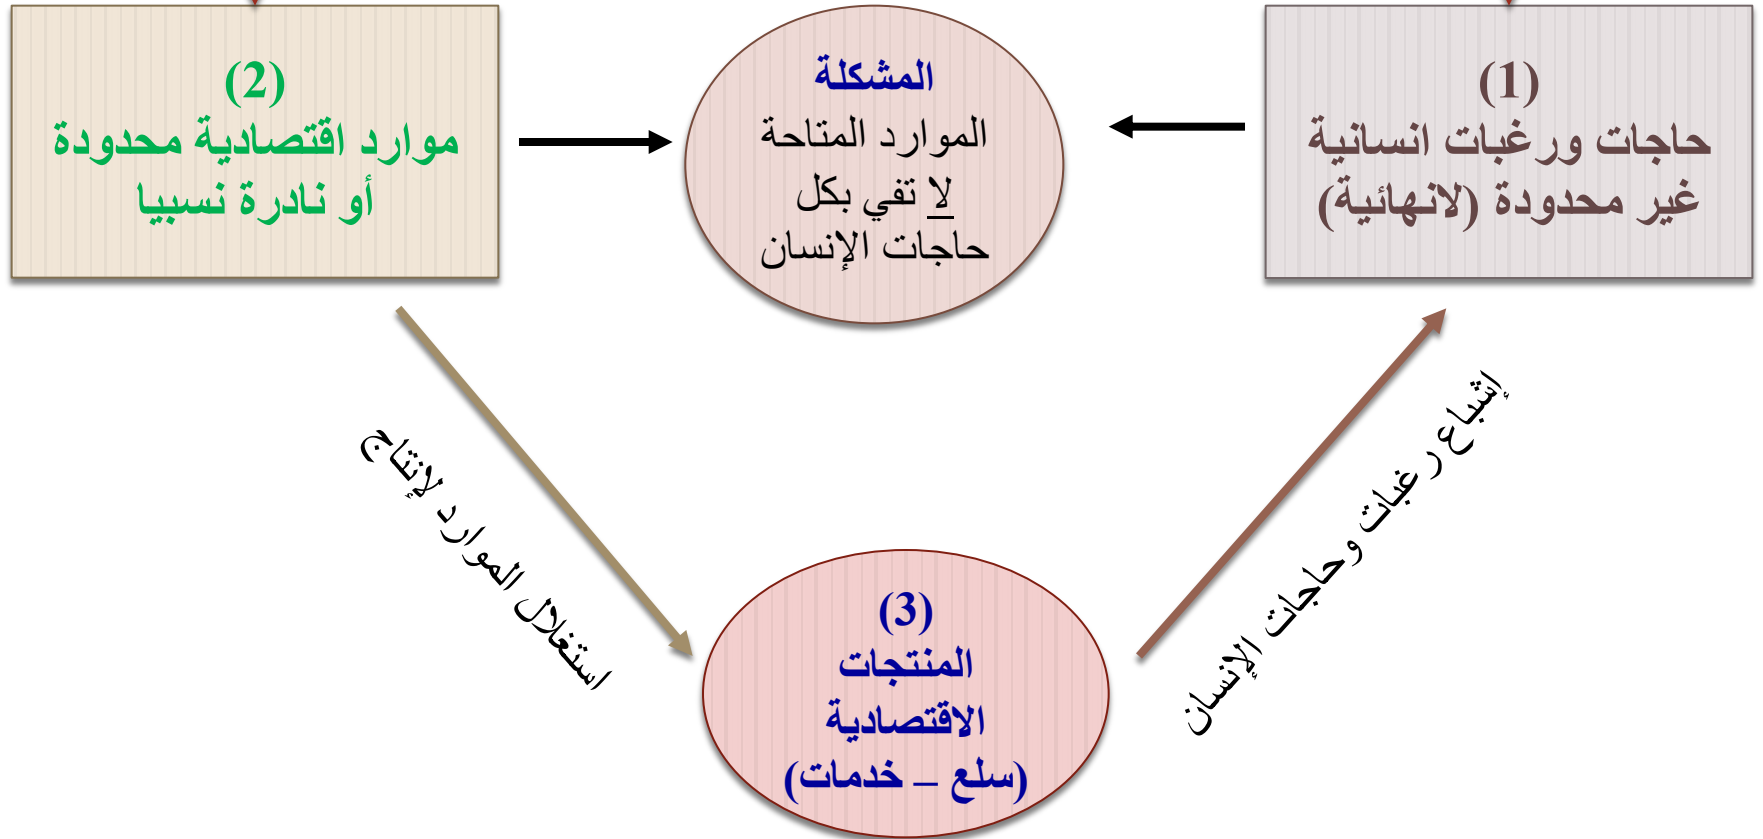 (1)
حاجات ورغبات انسانية
غير محدودة (لانهائية)
المشكلة
الموارد المتاحة
لا تفي بكل
حاجات الإنسان
(2)
موارد اقتصادية محدودة
أو نادرة نسبيا
إشباع رغبات وحاجات الإنسان
استغلال الموارد لإنتاج
(3)
المنتجات
الاقتصادية
(سلع – خدمات)